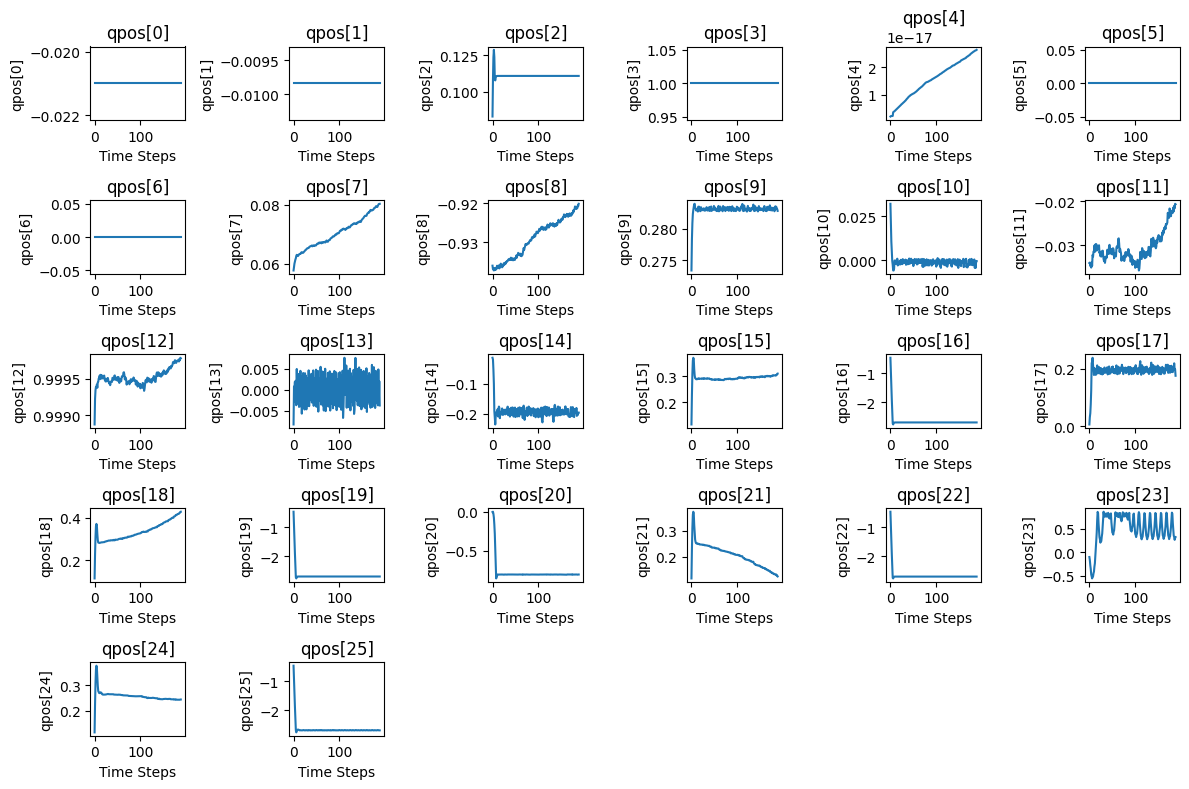 qpos[0] qpos[1] qpos[2] qpos[3] qpos[4] qpos[5]
1e−17
qpos[0] qpos[1] qpos[2] qpos[3] qpos[4] qpos[5]
−0.020 −0.0095 0.125 1.05 2 0.05
−0.0100 0.100 1.00 1 0.00
−0.022 0.95 −0.05
0 100 0 100 0 100 0 100 0 100 0 100
Time Steps Time Steps Time Steps Time Steps Time Steps Time Steps
qpos[6] qpos[7] qpos[8] qpos[9] qpos[10] qpos[11]
qpos[6] qpos[7] qpos[8] qpos[9] qpos[10] qpos[11]
0.05 0.08 −0.92 0.280 0.025 −0.02
0.00 0.06 −0.93 0.275 0.000 −0.03
−0.05
0 100 0 100 0 100 0 100 0 100 0 100
Time Steps Time Steps Time Steps Time Steps Time Steps Time Steps
qpos[12] qpos[13] qpos[14] qpos[15] qpos[16] qpos[17]
qpos[12] qpos[13] qpos[14] qpos[15] qpos[16] qpos[17]
0.9995 0.005 −0.1 0.3 −1 0.2
0.9990 0.000 −0.2 0.2 −2 0.0
−0.005
0 100 0 100 0 100 0 100 0 100 0 100
Time Steps Time Steps Time Steps Time Steps Time Steps Time Steps
qpos[18] qpos[19] qpos[20] qpos[21] qpos[22] qpos[23]
qpos[18] qpos[19] qpos[20] qpos[21] qpos[22] qpos[23]
0.4 −1 0.0 0.3 −1 0.5
0.2 −2 −0.5 0.2 −2 0.0
−0.5
0 100 0 100 0 100 0 100 0 100 0 100
Time Steps Time Steps Time Steps Time Steps Time Steps Time Steps
qpos[24] qpos[25]
qpos[24] qpos[25]
0.3 −1
0.2 −2
0 100 0 100
Time Steps Time Steps